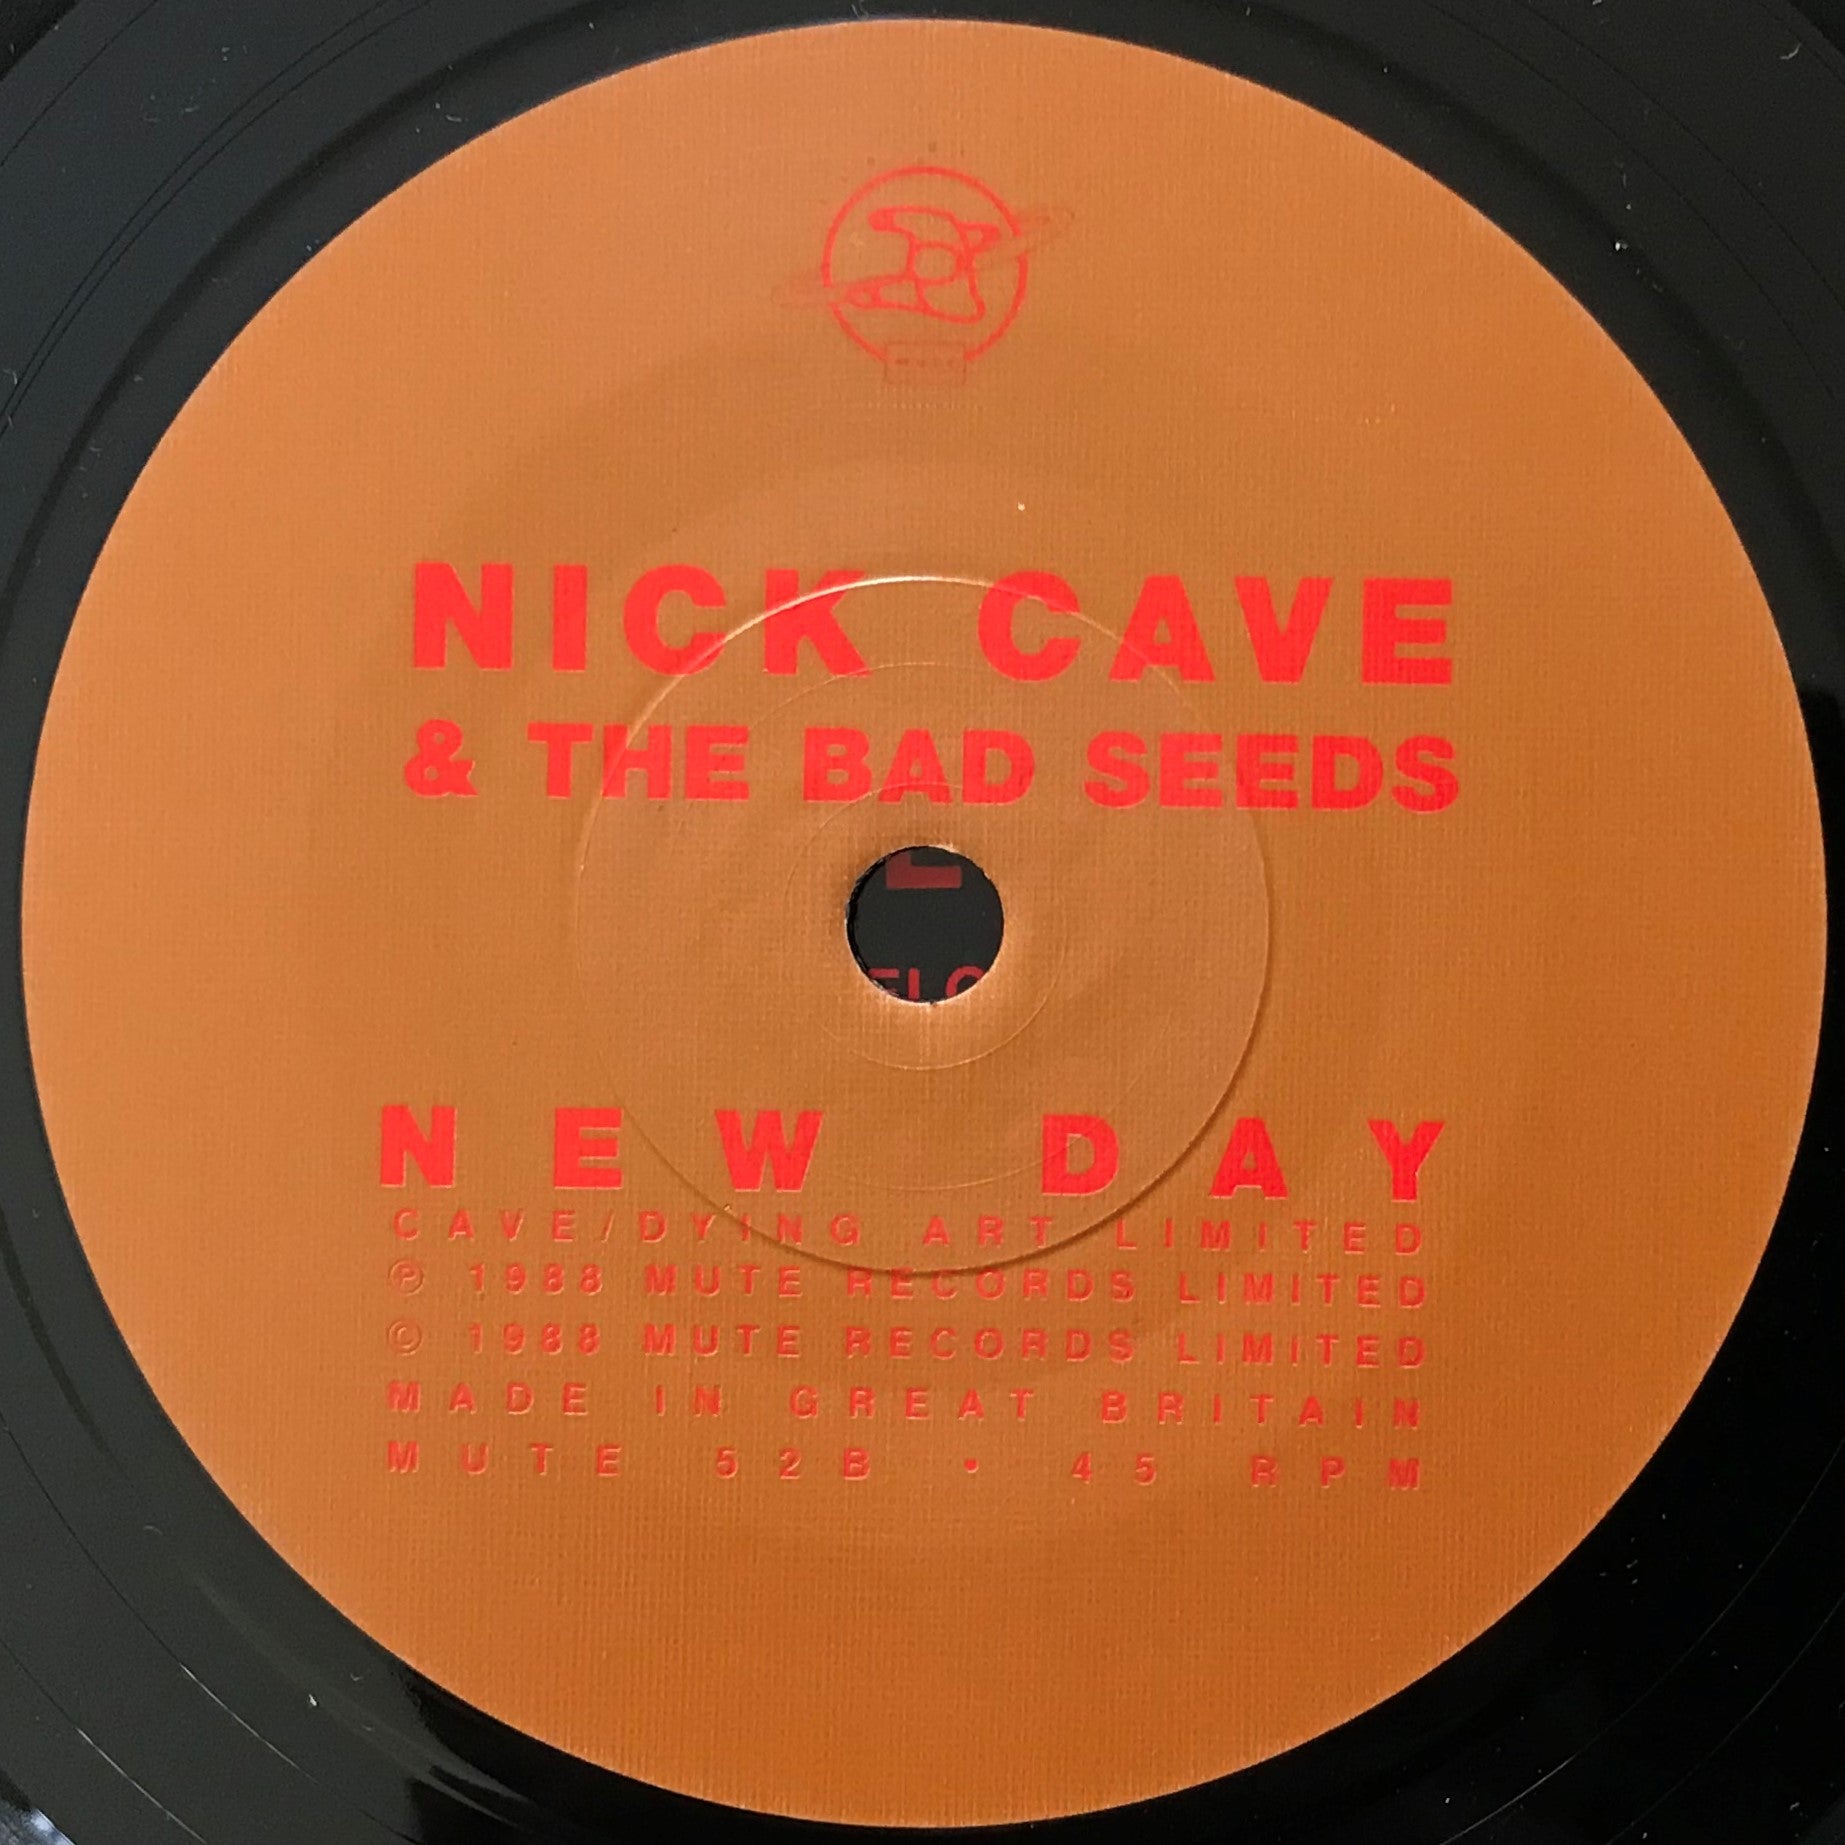 NICK CAVE
& THE BAD SEEDS
NEW DAY
CAVE/DYING ART LIMITED
℗ 1988 MUTE RECORDS LIMITED
© 1988 MUTE RECORDS LIMITED
MADE IN GREAT BRITAIN
MUTE 52B • 45 RPM